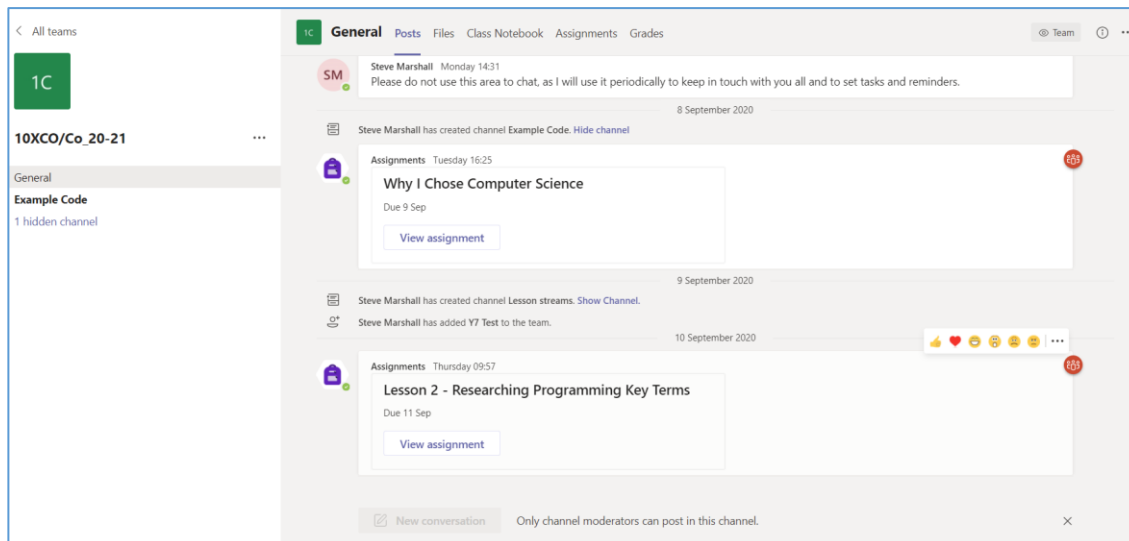 All teams
1C
10XCO/Co_20-21
...
General
Example Code
1 hidden channel
1C General Posts Files Class Notebook Assignments Grades Team
SM
Steve Marshall Monday 14:31
Please do not use this area to chat, as I will use it periodically to keep in touch with you all and to set tasks and reminders.
8 September 2020
Steve Marshall has created channel Example Code. Hide channel
Assignments Tuesday 16:25
Why I Chose Computer Science
Due 9 Sep
View assignment
9 September 2020
Steve Marshall has created channel Lesson streams. Show Channel.
Steve Marshall has added Y7 Test to the team.
10 September 2020
Assignments Thursday 09:57
Lesson 2 - Researching Programming Key Terms
Due 11 Sep
View assignment
New conversation Only channel moderators can post in this channel.